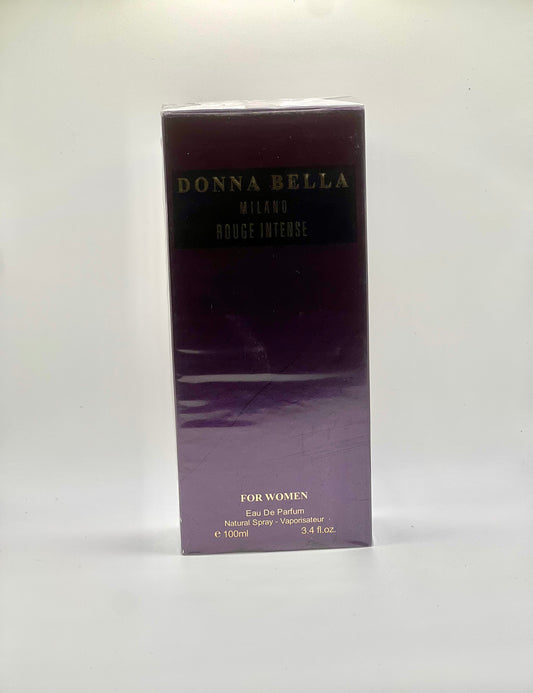 DONNA BELLA
MILANO
ROUGE INTENSE
FOR WOMEN
Eau De Parfum
Natural Spray - Vaporisateur
e 100ml 3.4 fl.oz.